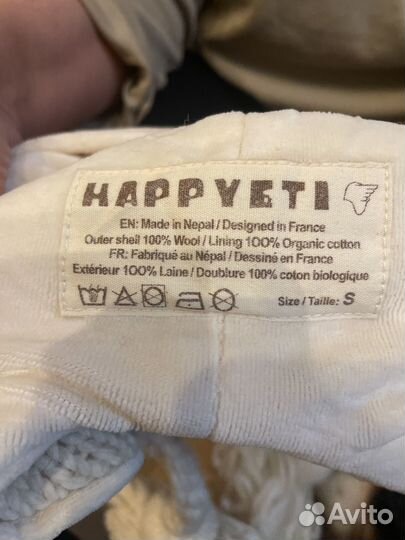 HAPPYETI
EN: Made in Nepal / Designed in France
Outer shell 100% Wool / Lining 100% Organic cotton
FR: Fabriqué au Népal / Dessiné en France
Extérieur 100% Laine / Doublure 100% coton biologique
Size / Taille: S
Avito